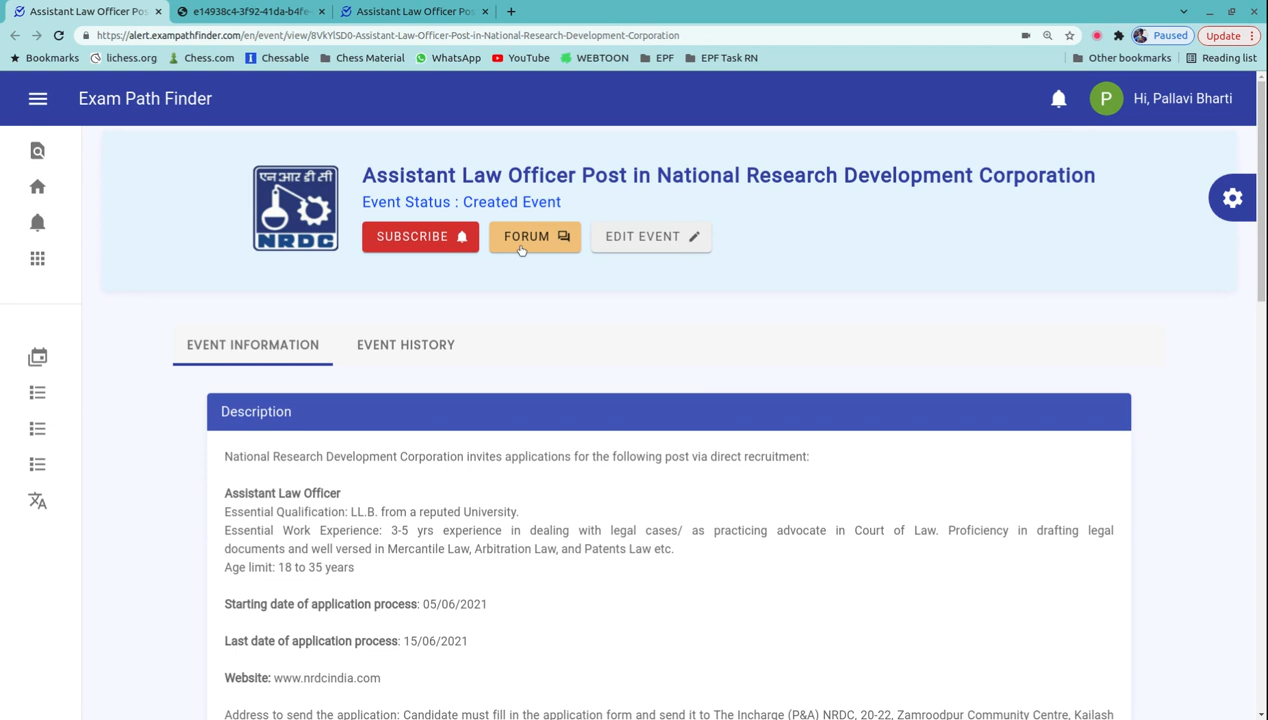 Assistant Law Officer Post
e14938c4-3f92-41da-b4fe-
Assistant Law Officer Pos
https://alert.exampathfinder.com/en/event/view/8VkYlSD0-Assistant-Law-Officer-Post-in-National-Research-Development-Corporation
Paused
Update
Bookmarks
lichess.org
Chess.com
Chessable
Chess Material
WhatsApp
YouTube
WEBTOON
EPF
EPF Task RN
Other bookmarks
Reading list
Exam Path Finder
P
Hi, Pallavi Bharti
एन आर डी सी
NRDC
Assistant Law Officer Post in National Research Development Corporation
Event Status : Created Event
SUBSCRIBE
FORUM
EDIT EVENT
EVENT INFORMATION
EVENT HISTORY
Description
National Research Development Corporation invites applications for the following post via direct recruitment:
Assistant Law Officer
Essential Qualification: LL.B. from a reputed University.
Essential Work Experience: 3-5 yrs experience in dealing with legal cases/ as practicing advocate in Court of Law. Proficiency in drafting legal
documents and well versed in Mercantile Law, Arbitration Law, and Patents Law etc.
Age limit: 18 to 35 years
Starting date of application process: 05/06/2021
Last date of application process: 15/06/2021
Website: www.nrdcindia.com
Address to send the application: Candidate must fill in the application form and send it to The Incharge (P&A) NRDC, 20-22, Zamroodpur Community Centre, Kailash